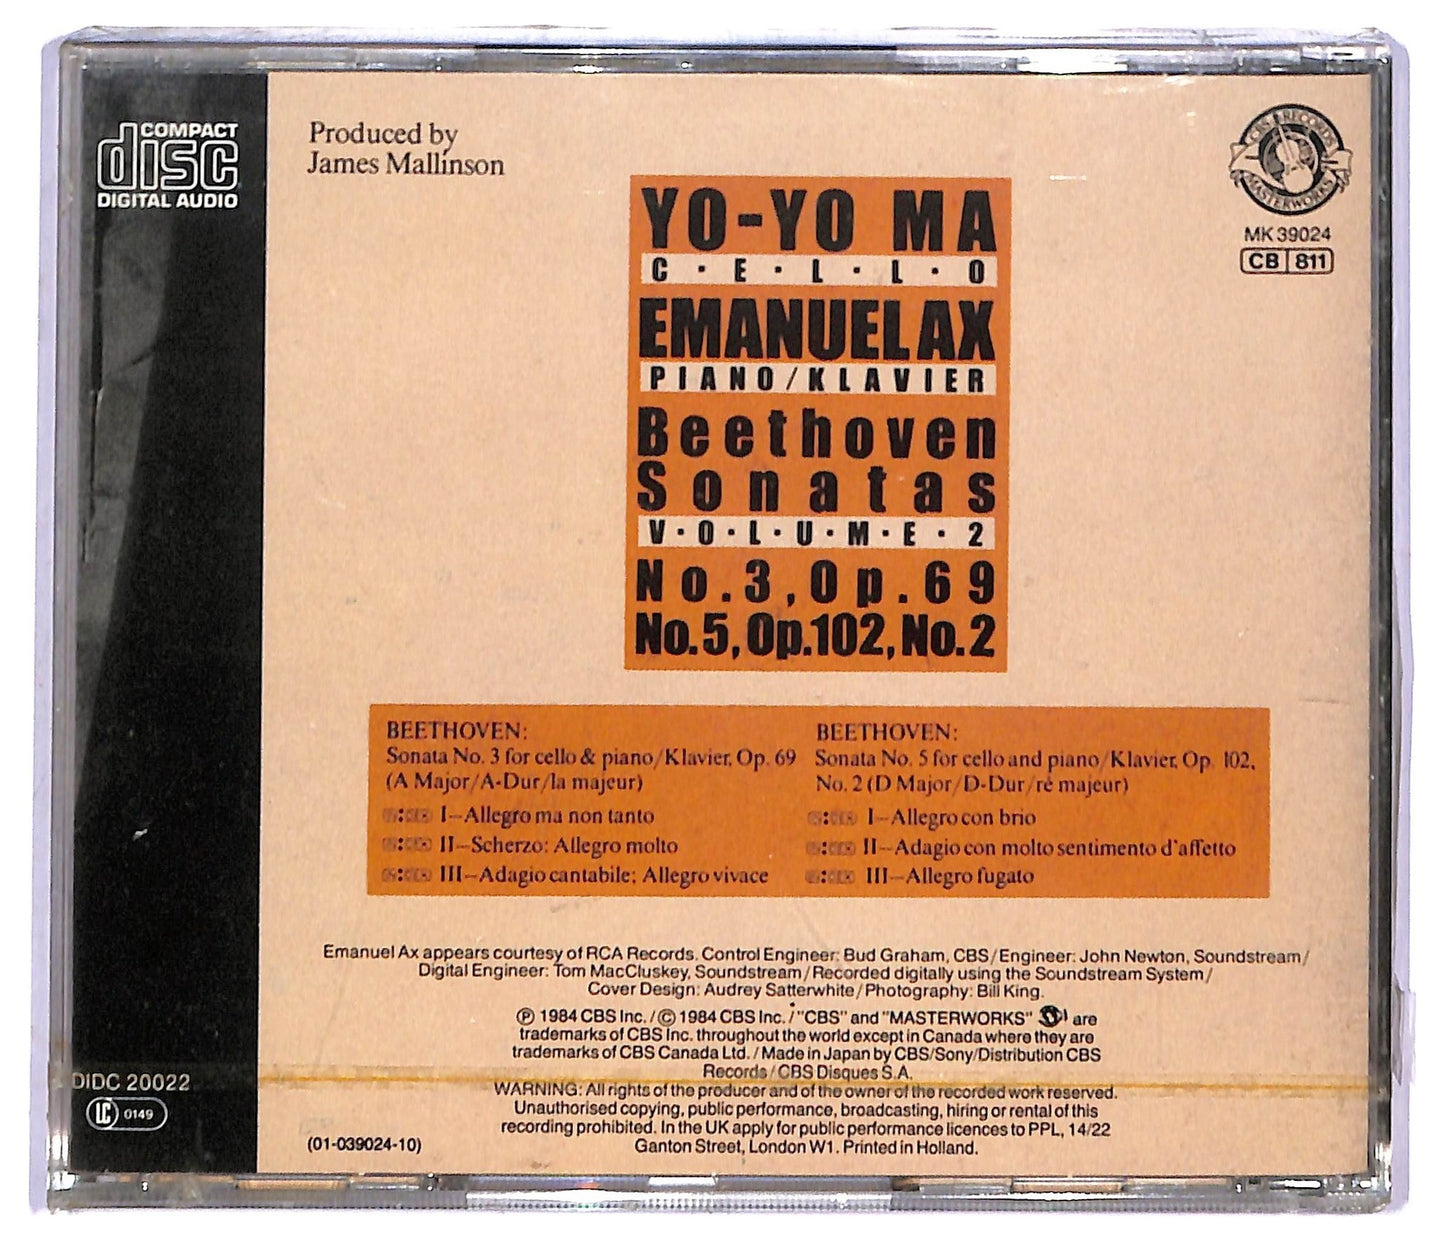 COMPACT
disc
DIGITAL AUDIO
Produced by
James Mallinson
CBS RECORDS
MASTERWORKS
MK 39024
CB 811
YO-YO MA
C·E·L·L·O
EMANUEL AX
PIANO/KLAVIER
Beethoven
Sonatas
V·O·L·U·M·E·2
No.3, Op.69
No.5, Op.102, No.2
BEETHOVEN:
Sonata No. 3 for cello & piano/Klavier, Op. 69
(A Major/A-Dur/la majeur)
I–Allegro ma non tanto
II–Scherzo: Allegro molto
III–Adagio cantabile; Allegro vivace
BEETHOVEN:
Sonata No. 5 for cello and piano/Klavier, Op. 102,
No. 2 (D Major/D-Dur/ré majeur)
I–Allegro con brio
II–Adagio con molto sentimento d'affetto
III–Allegro fugato
Emanuel Ax appears courtesy of RCA Records. Control Engineer: Bud Graham, CBS/Engineer: John Newton, Soundstream/
Digital Engineer: Tom MacCluskey, Soundstream/Recorded digitally using the Soundstream System/
Cover Design: Audrey Satterwhite/Photography: Bill King.
℗ 1984 CBS Inc./© 1984 CBS Inc./"CBS" and "MASTERWORKS" are
trademarks of CBS Inc. throughout the world except in Canada where they are
trademarks of CBS Canada Ltd./Made in Japan by CBS/Sony/Distribution CBS
Records/CBS Disques S.A.
WARNING: All rights of the producer and of the owner of the recorded work reserved.
Unauthorised copying, public performance, broadcasting, hiring or rental of this
recording prohibited. In the UK apply for public performance licences to PPL, 14/22
Ganton Street, London W1. Printed in Holland.
DIDC 20022
LC 0149
(01-039024-10)